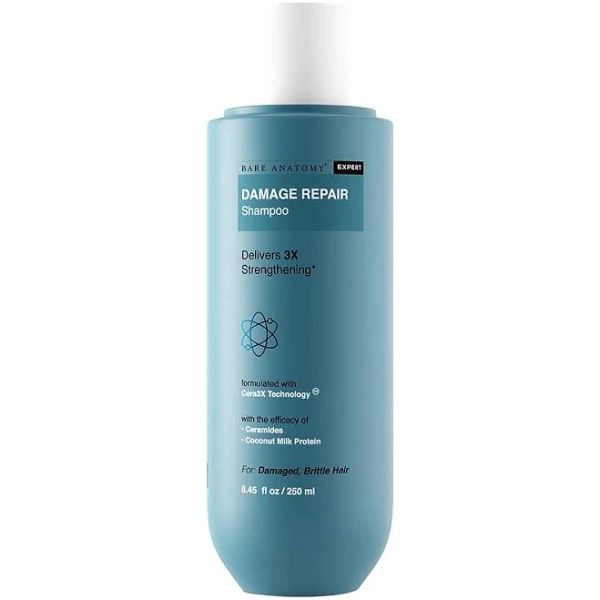 BARE ANATOMY® EXPERT
DAMAGE REPAIR
Shampoo
Delivers 3X
Strengthening*
formulated with
Cera3X Technology
with the efficacy of
• Ceramides
• Coconut Milk Protein
For: Damaged, Brittle Hair
8.45 fl oz / 250 ml